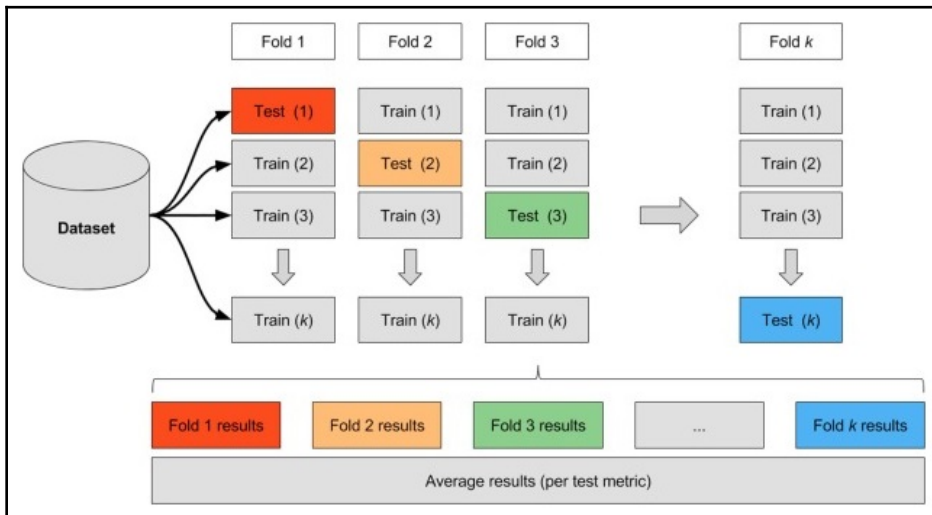 Fold 1
Fold 2
Fold 3
Fold k
Test (1)
Train (1)
Train (1)
Train (1)
Train (2)
Test (2)
Train (2)
Train (2)
Dataset
Train (3)
Train (3)
Test (3)
Train (3)
Train (k)
Train (k)
Train (k)
Test (k)
Fold 1 results
Fold 2 results
Fold 3 results
...
Fold k results
Average results (per test metric)